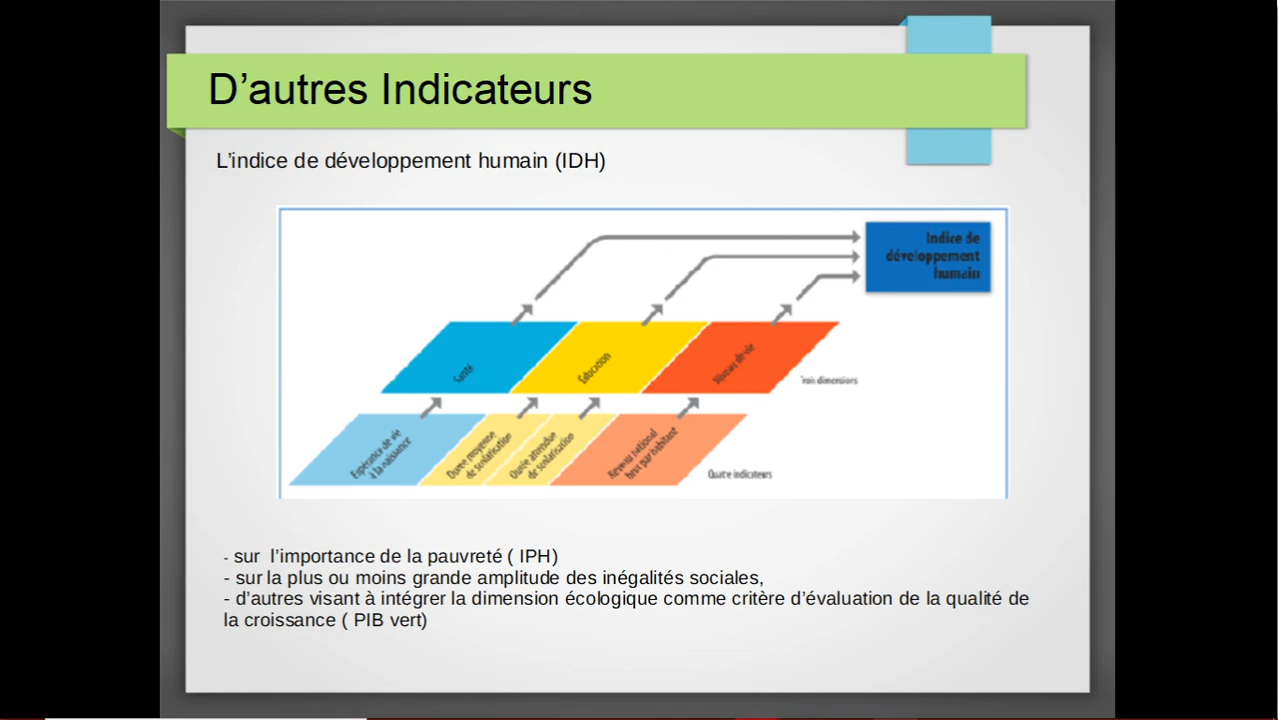 D’autres Indicateurs
L’indice de développement humain (IDH)
Indice de
développement
humain
Santé
Éducation
Niveau de vie
Trois dimensions
Espérance de vie
à la naissance
Durée moyenne
de scolarisation
Durée attendue
de scolarisation
Revenu national
brut par habitant
Quatre indicateurs
- sur l’importance de la pauvreté ( IPH)
- sur la plus ou moins grande amplitude des inégalités sociales,
- d’autres visant à intégrer la dimension écologique comme critère d’évaluation de la qualité de
la croissance ( PIB vert)